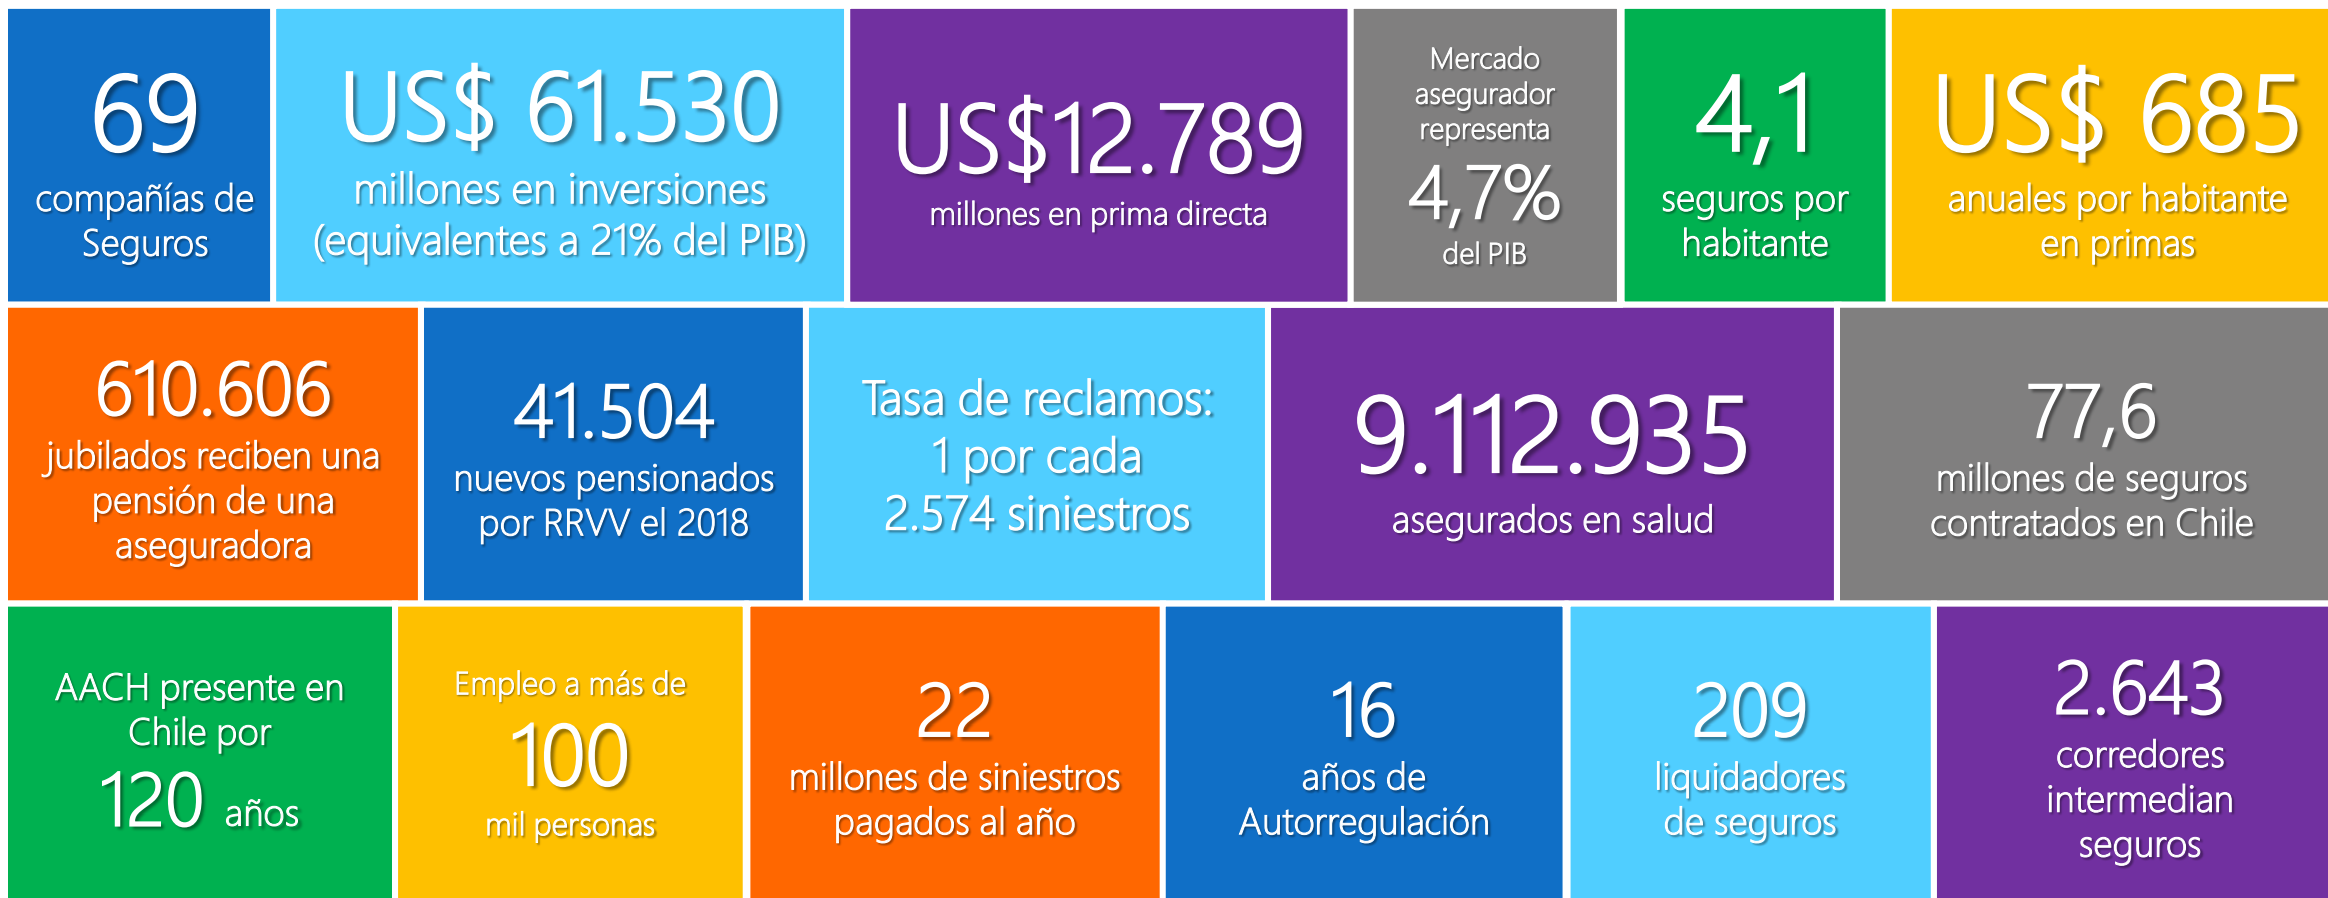 69
compañías de
Seguros
US$ 61.530
millones en inversiones
(equivalentes a 21% del PIB)
US$12.789
millones en prima directa
Mercado
asegurador
representa
4,7%
del PIB
4,1
seguros por
habitante
US$ 685
anuales por habitante
en primas
610.606
jubilados reciben una
pensión de una
aseguradora
41.504
nuevos pensionados
por RRVV el 2018
Tasa de reclamos:
1 por cada
2.574 siniestros
9.112.935
asegurados en salud
77,6
millones de seguros
contratados en Chile
AACH presente en
Chile por
120 años
Empleo a más de
100
mil personas
22
millones de siniestros
pagados al año
16
años de
Autorregulación
209
liquidadores
de seguros
2.643
corredores
intermedian
seguros